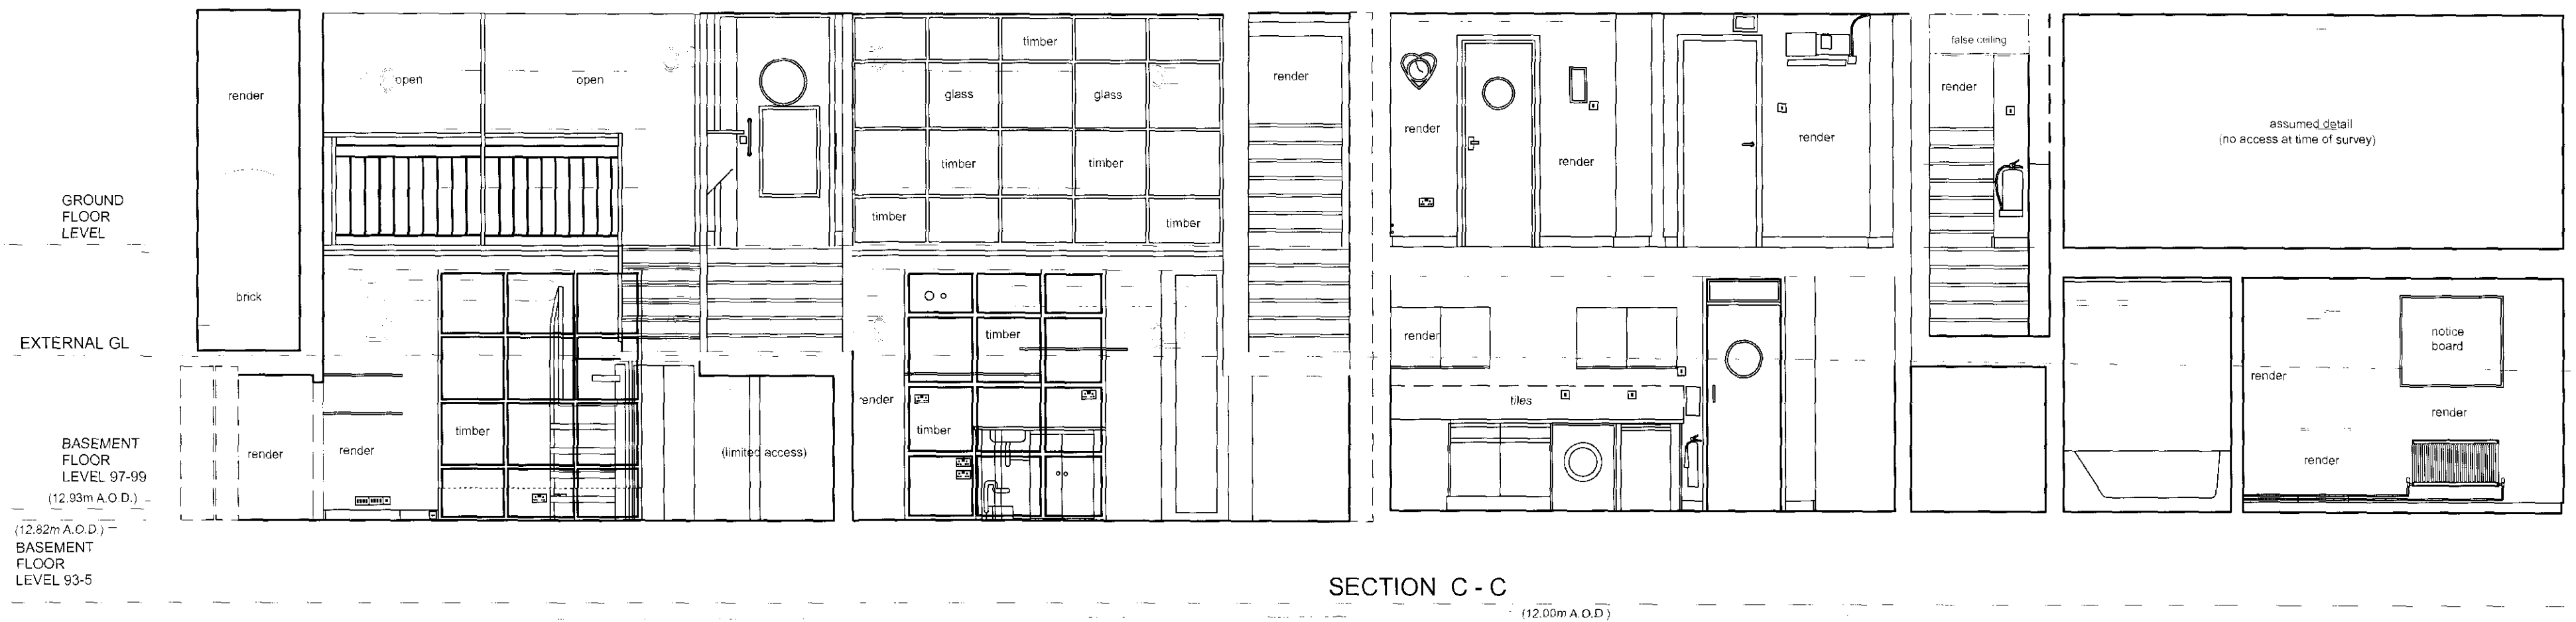 render
open
open
timber
glass
glass
timber
timber
timber
timber
render
render
render
render
false ceiling
render
assumed detail
(no access at time of survey)
GROUND
FLOOR
LEVEL
brick
EXTERNAL GL
BASEMENT
FLOOR
LEVEL 97-99
(12.93m A.O.D.)
(12.82m A.O.D.)
BASEMENT
FLOOR
LEVEL 93-5
render
render
timber
(limited access)
render
timber
timber
render
tiles
notice
board
render
render
render
SECTION C - C
(12.00m A.O.D.)